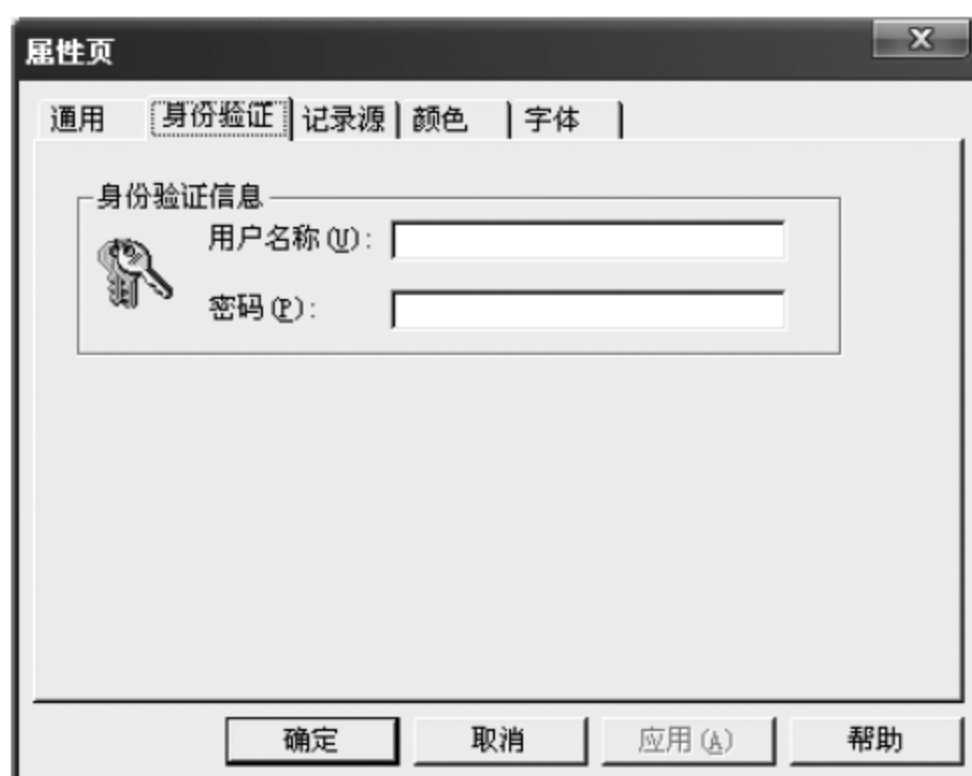 属性页
通用 身份验证 记录源 颜色 字体
身份验证信息
用户名称(U):
密码(P):
确定 取消 应用(A) 帮助